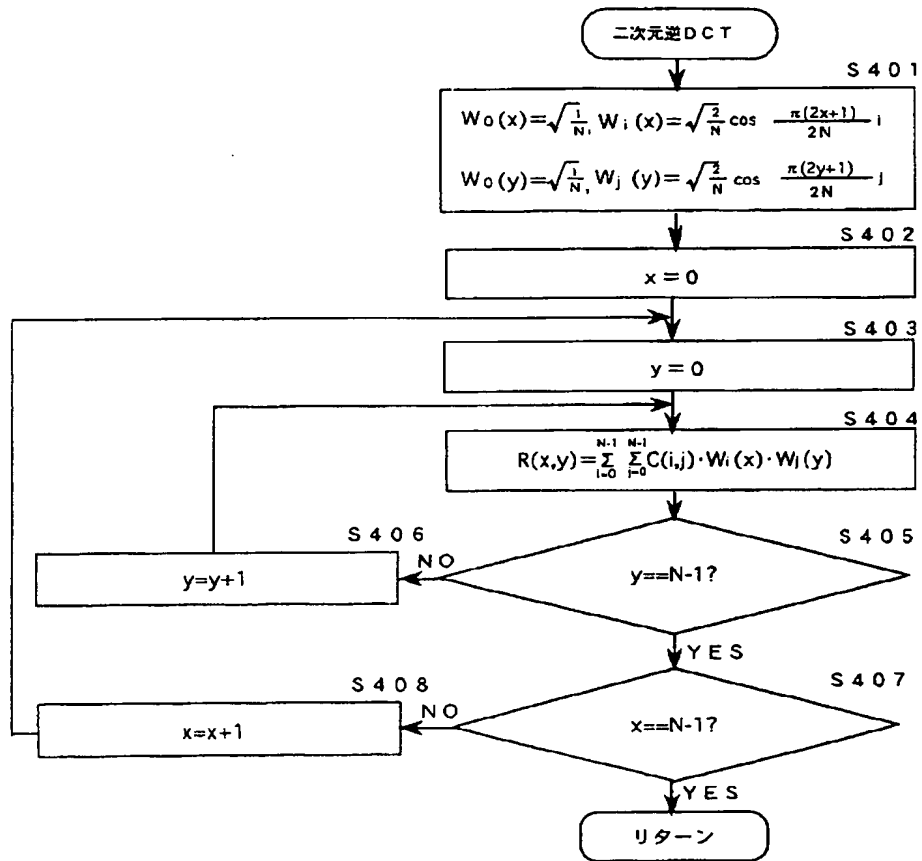 二次元逆DCT
S401
W0(x)=√1/N, Wi(x)=√2/N cos π(2x+1)/2N i
W0(y)=√1/N, Wj(y)=√2/N cos π(2y+1)/2N j
S402
x=0
S403
y=0
S404
R(x,y)=Σ i=0 N-1 Σ j=0 N-1 C(i,j)·Wi(x)·Wj(y)
S405
y==N-1?
NO
S406
y=y+1
YES
S407
x==N-1?
NO
S408
x=x+1
YES
リターン